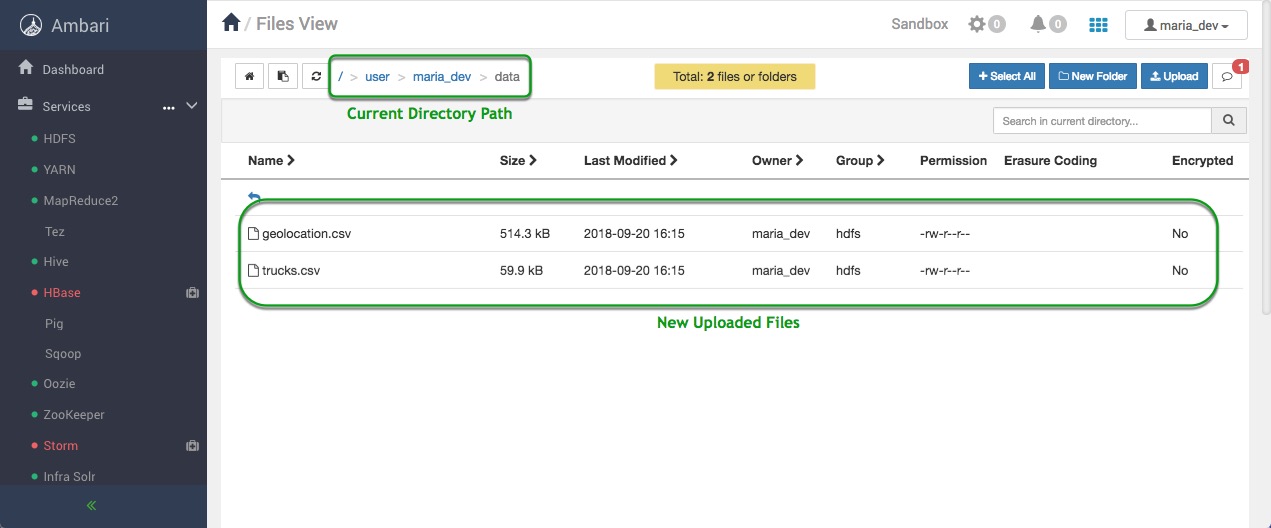 Ambari
/ Files View
Sandbox 0 0 maria_dev
Dashboard
Services ...
HDFS
YARN
MapReduce2
Tez
Hive
HBase
Pig
Sqoop
Oozie
ZooKeeper
Storm
Infra Solr
/ > user > maria_dev > data
Total: 2 files or folders
+ Select All New Folder Upload 1
Current Directory Path
Search in current directory...
Name Size Last Modified Owner Group Permission Erasure Coding Encrypted
geolocation.csv 514.3 kB 2018-09-20 16:15 maria_dev hdfs -rw-r--r-- No
trucks.csv 59.9 kB 2018-09-20 16:15 maria_dev hdfs -rw-r--r-- No
New Uploaded Files